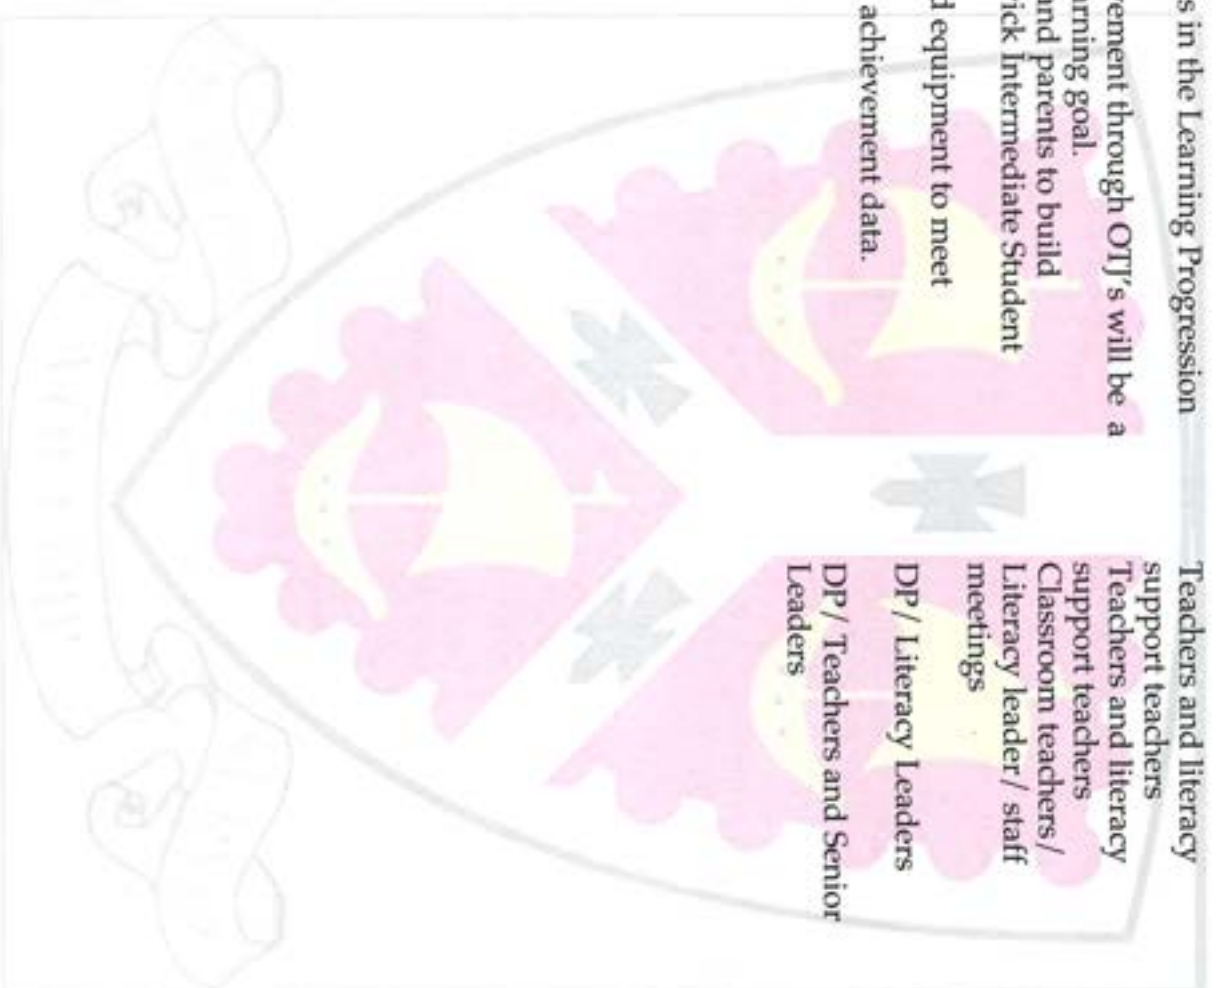 s in the Learning Progression
ement through OTJ's will be a
arning goal.
and parents to build
ick Intermediate Student
d equipment to meet
achievement data.
Teachers and literacy
support teachers
Teachers and literacy
support teachers
Classroom teachers/
Literacy leader/ staff
meetings
DP/ Literacy Leaders
DP/ Teachers and Senior
Leaders